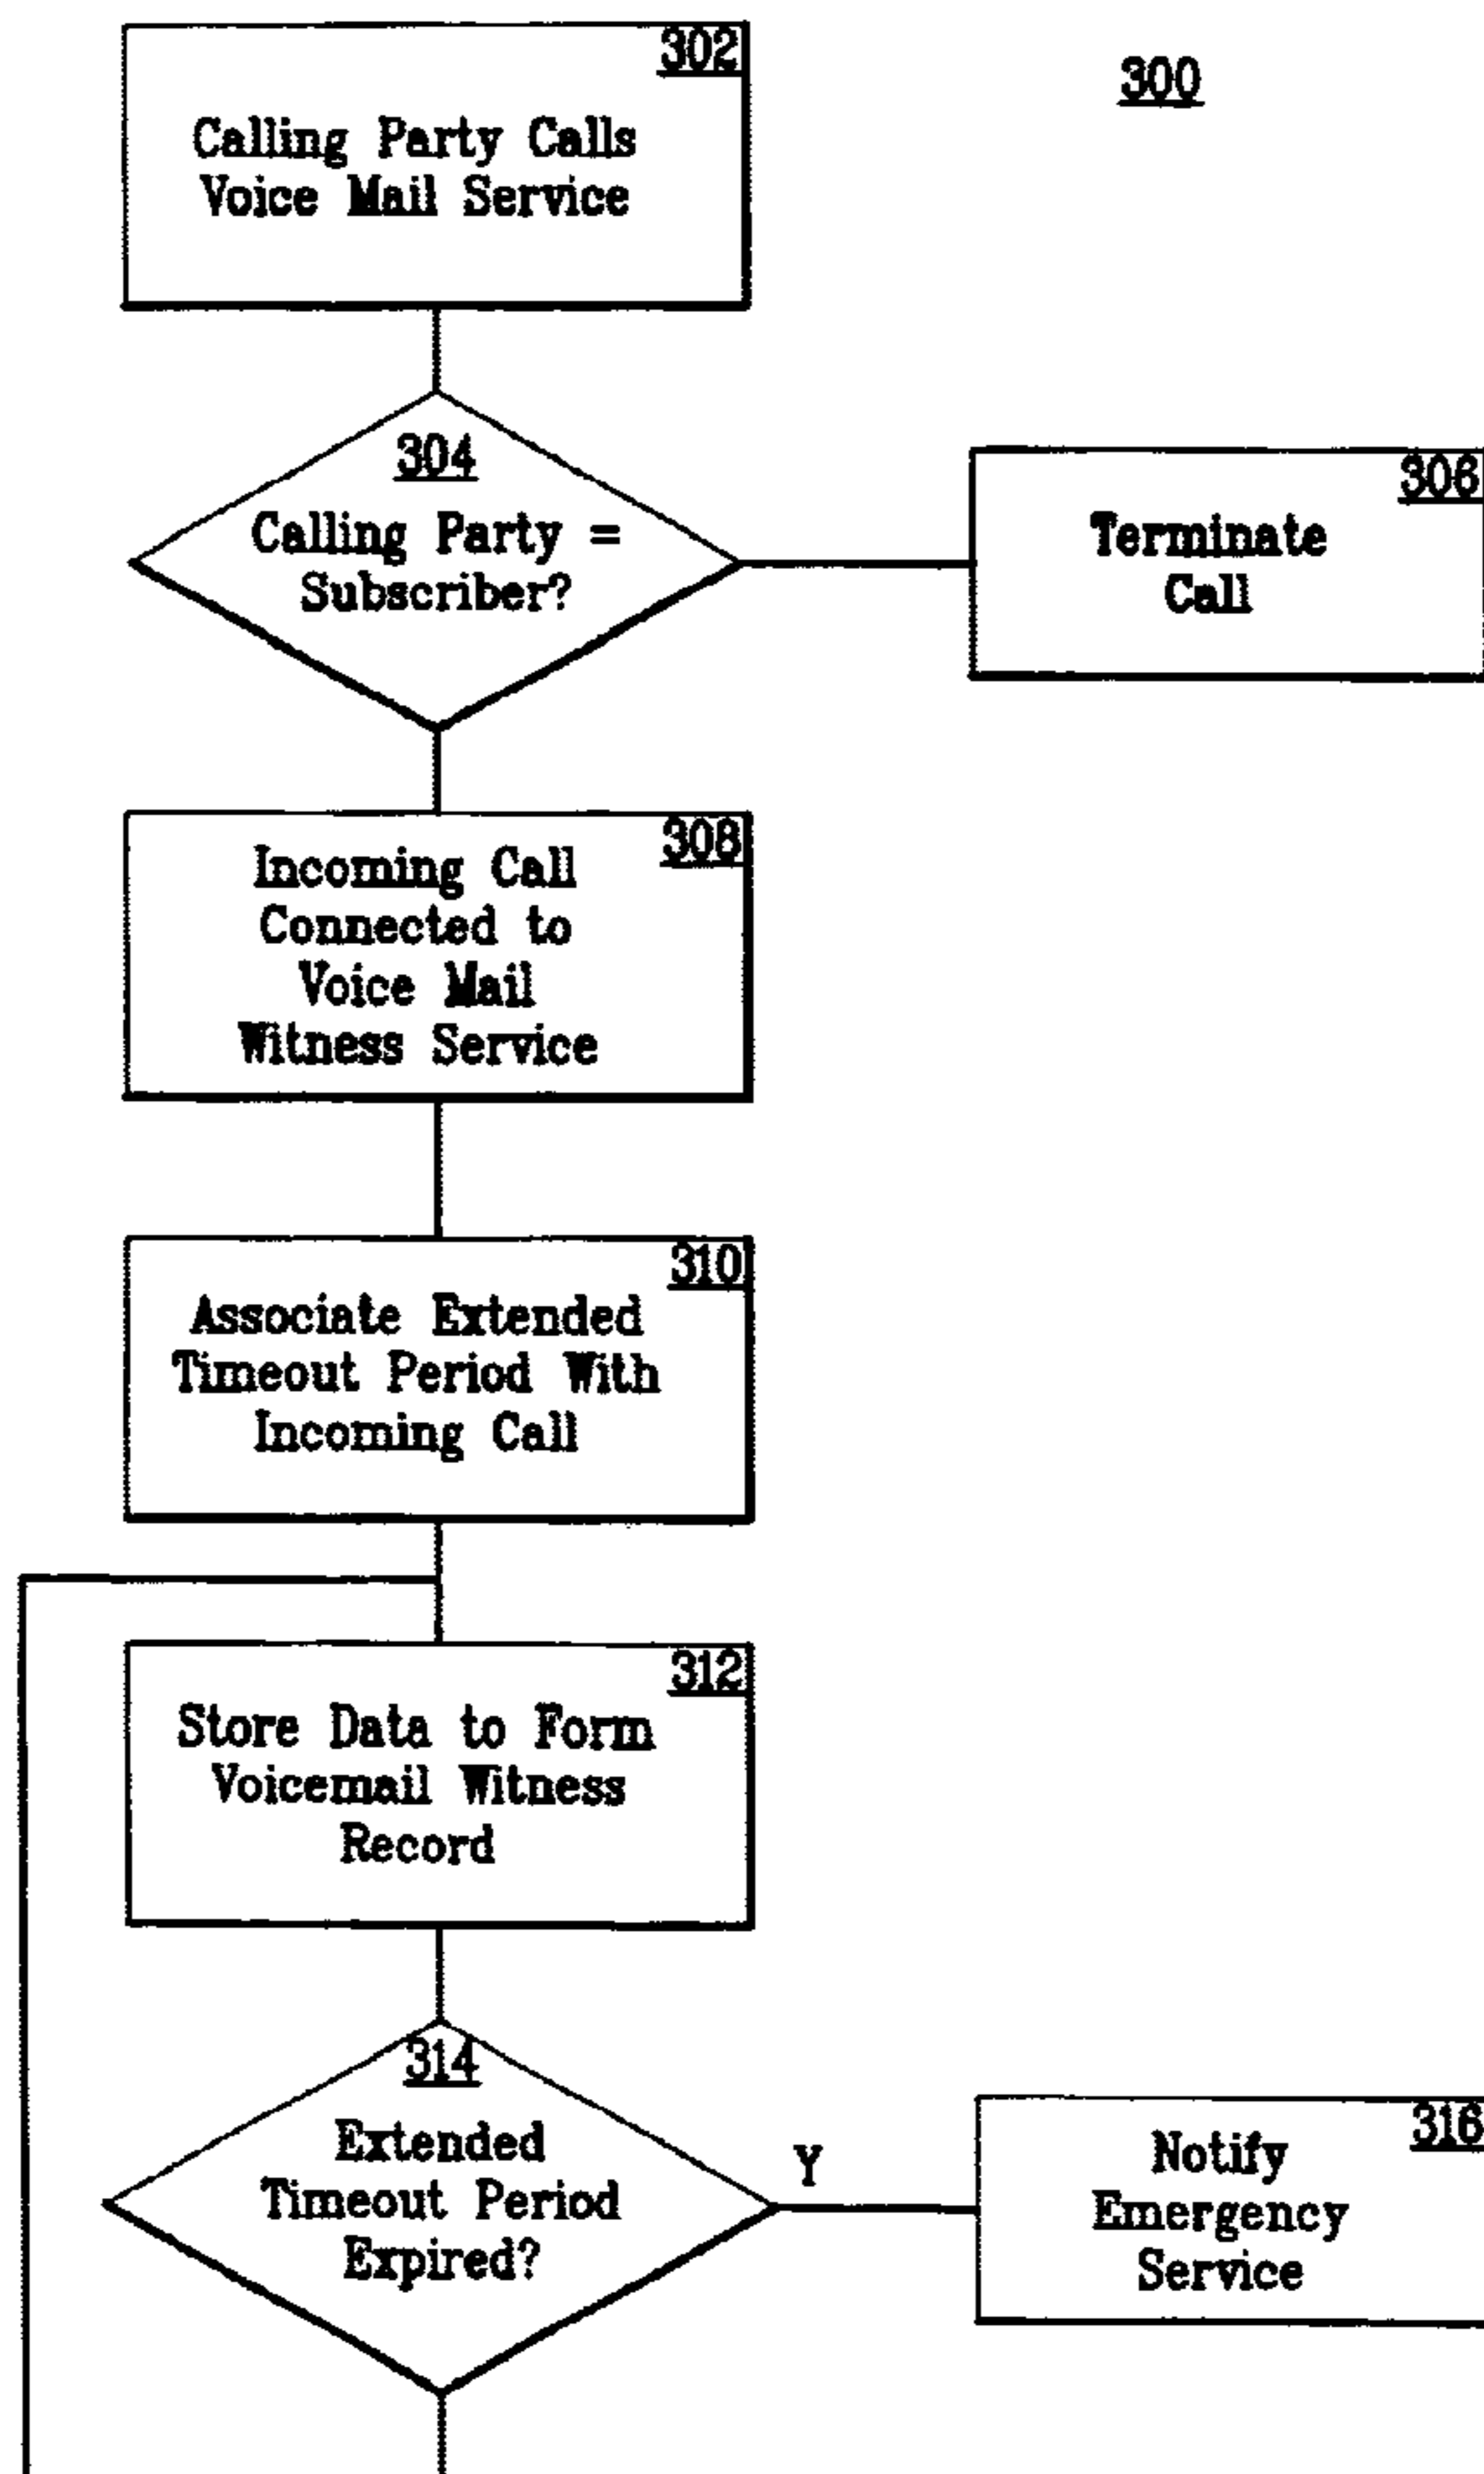 300
302
Calling Party Calls
Voice Mail Service
304
Calling Party =
Subscriber?
306
Terminate
Call
308
Incoming Call
Connected to
Voice Mail
Witness Service
310
Associate Extended
Timeout Period With
Incoming Call
312
Store Data to Form
Voicemail Witness
Record
314
Extended
Timeout Period
Expired?
Y
316
Notify
Emergency
Service